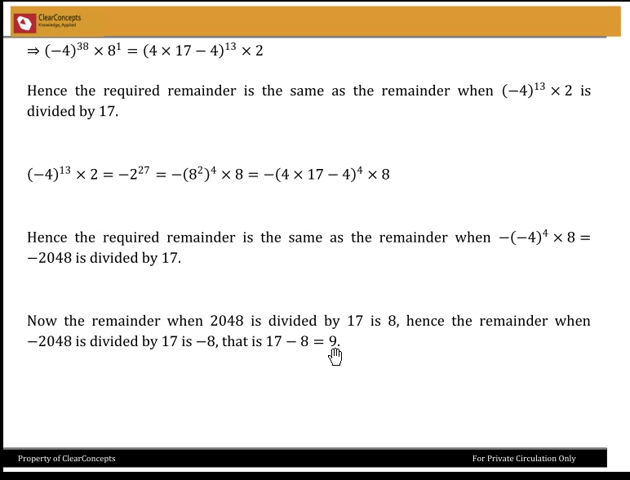 ClearConcepts
Knowledge, Applied
⇒ (−4)³⁸ × 8¹ = (4 × 17 − 4)¹³ × 2
Hence the required remainder is the same as the remainder when (−4)¹³ × 2 is
divided by 17.
(−4)¹³ × 2 = −2²⁷ = −(8²)⁴ × 8 = −(4 × 17 − 4)⁴ × 8
Hence the required remainder is the same as the remainder when −(−4)⁴ × 8 =
−2048 is divided by 17.
Now the remainder when 2048 is divided by 17 is 8, hence the remainder when
−2048 is divided by 17 is −8, that is 17 − 8 = 9.
Property of ClearConcepts
For Private Circulation Only